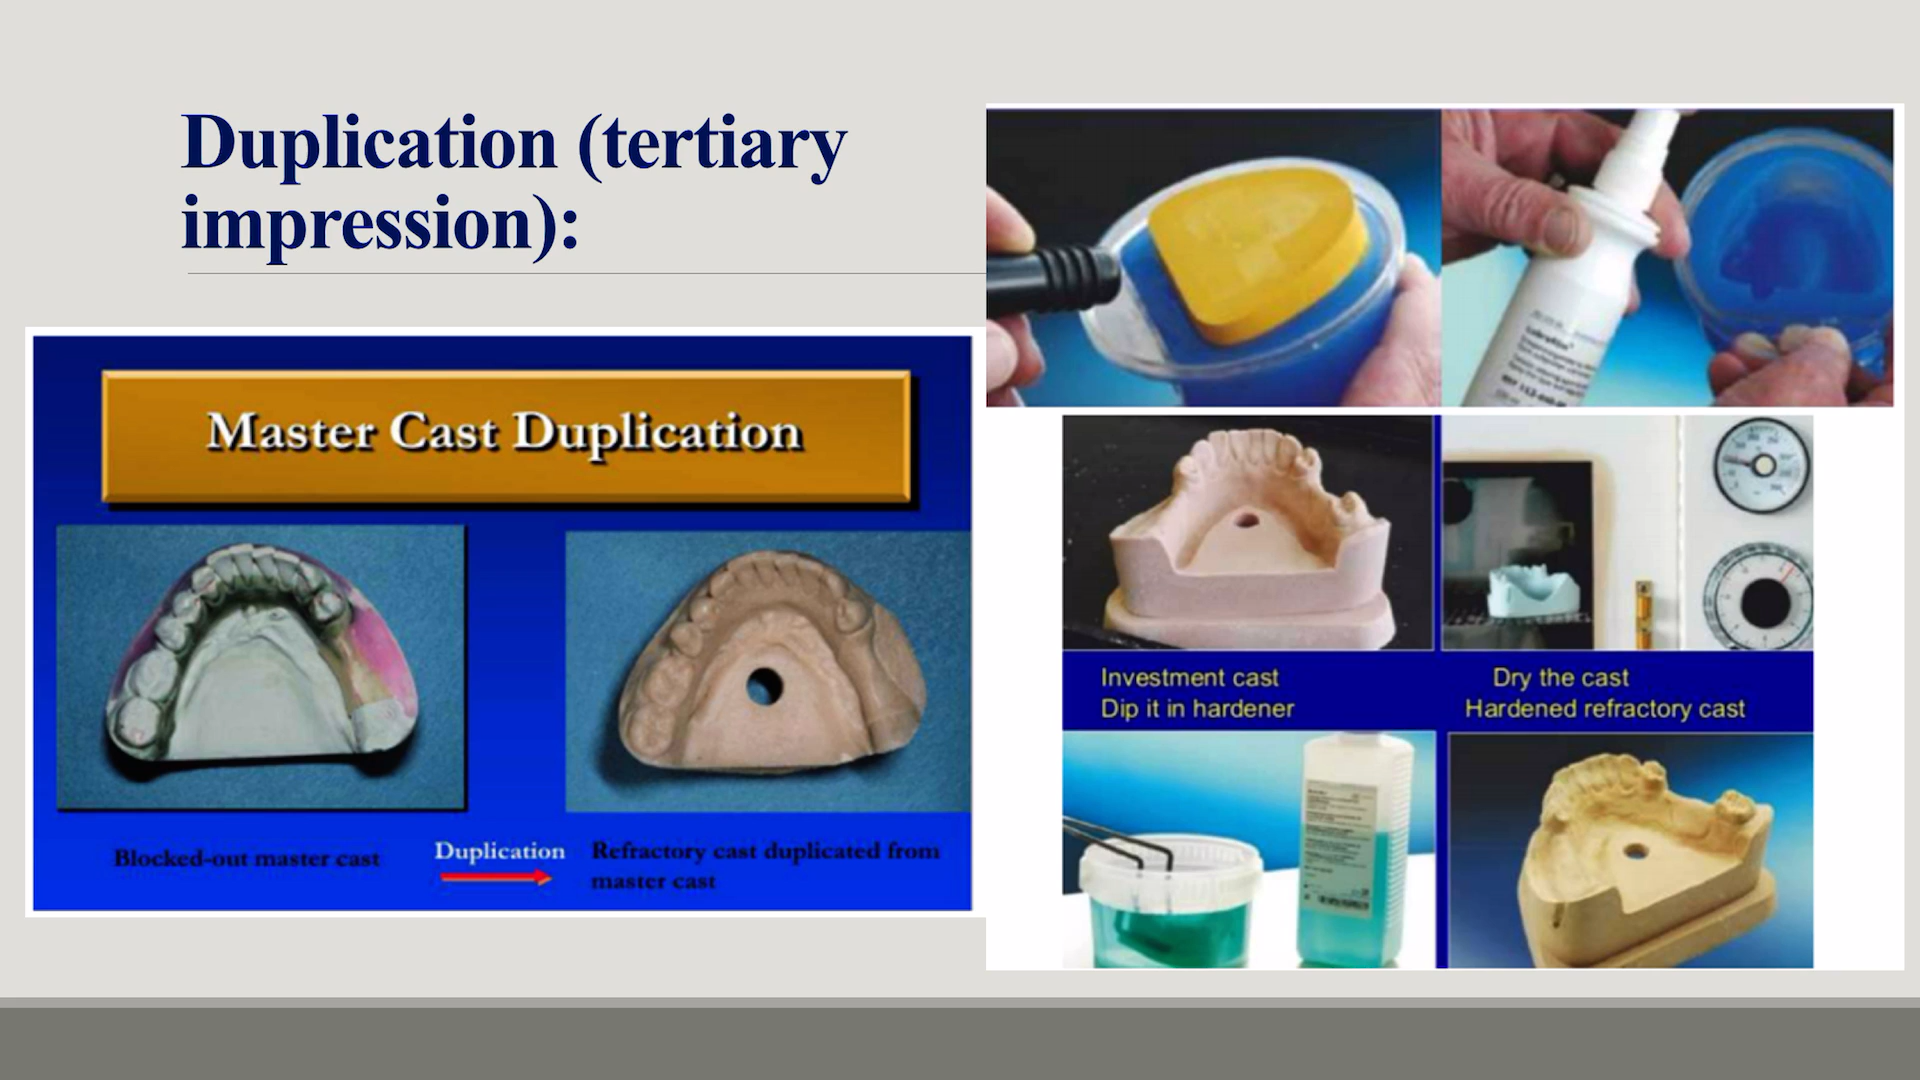 Duplication (tertiary
impression):
Master Cast Duplication
Blocked-out master cast
Duplication
Refractory cast duplicated from
master cast
Investment cast
Dip it in hardener
Dry the cast
Hardened refractory cast